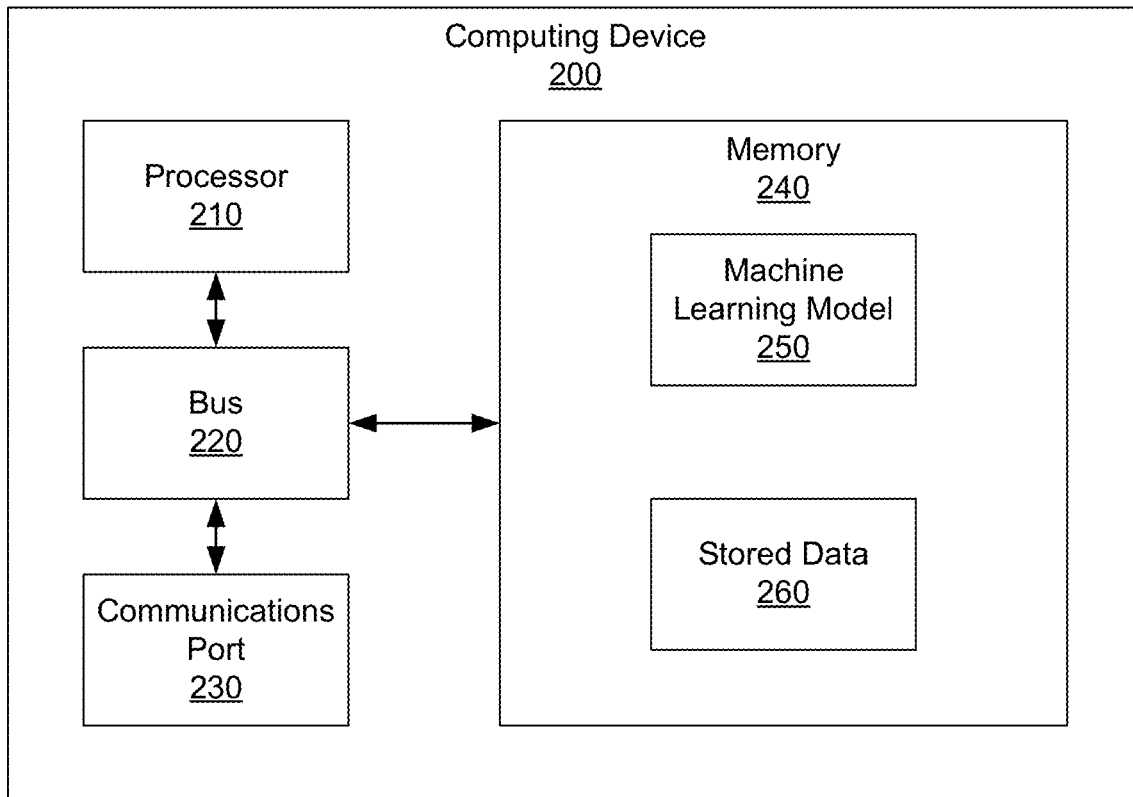 Computing Device
200
Processor
210
Bus
220
Communications
Port
230
Memory
240
Machine
Learning Model
250
Stored Data
260